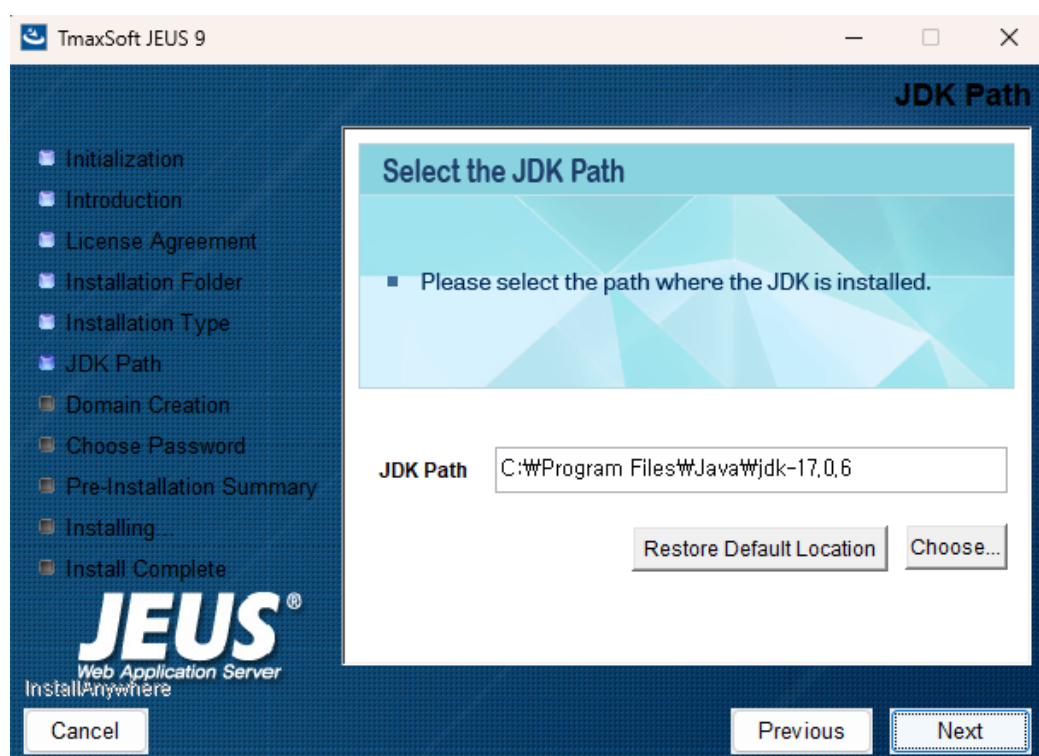 TmaxSoft JEUS 9
JDK Path
Initialization
Introduction
License Agreement
Installation Folder
Installation Type
JDK Path
Domain Creation
Choose Password
Pre-Installation Summary
Installing...
Install Complete
JEUS®
Web Application Server
Select the JDK Path
Please select the path where the JDK is installed.
JDK Path
C:₩Program Files₩Java₩jdk-17.0.6
Restore Default Location
Choose...
InstallAnywhere
Cancel
Previous
Next